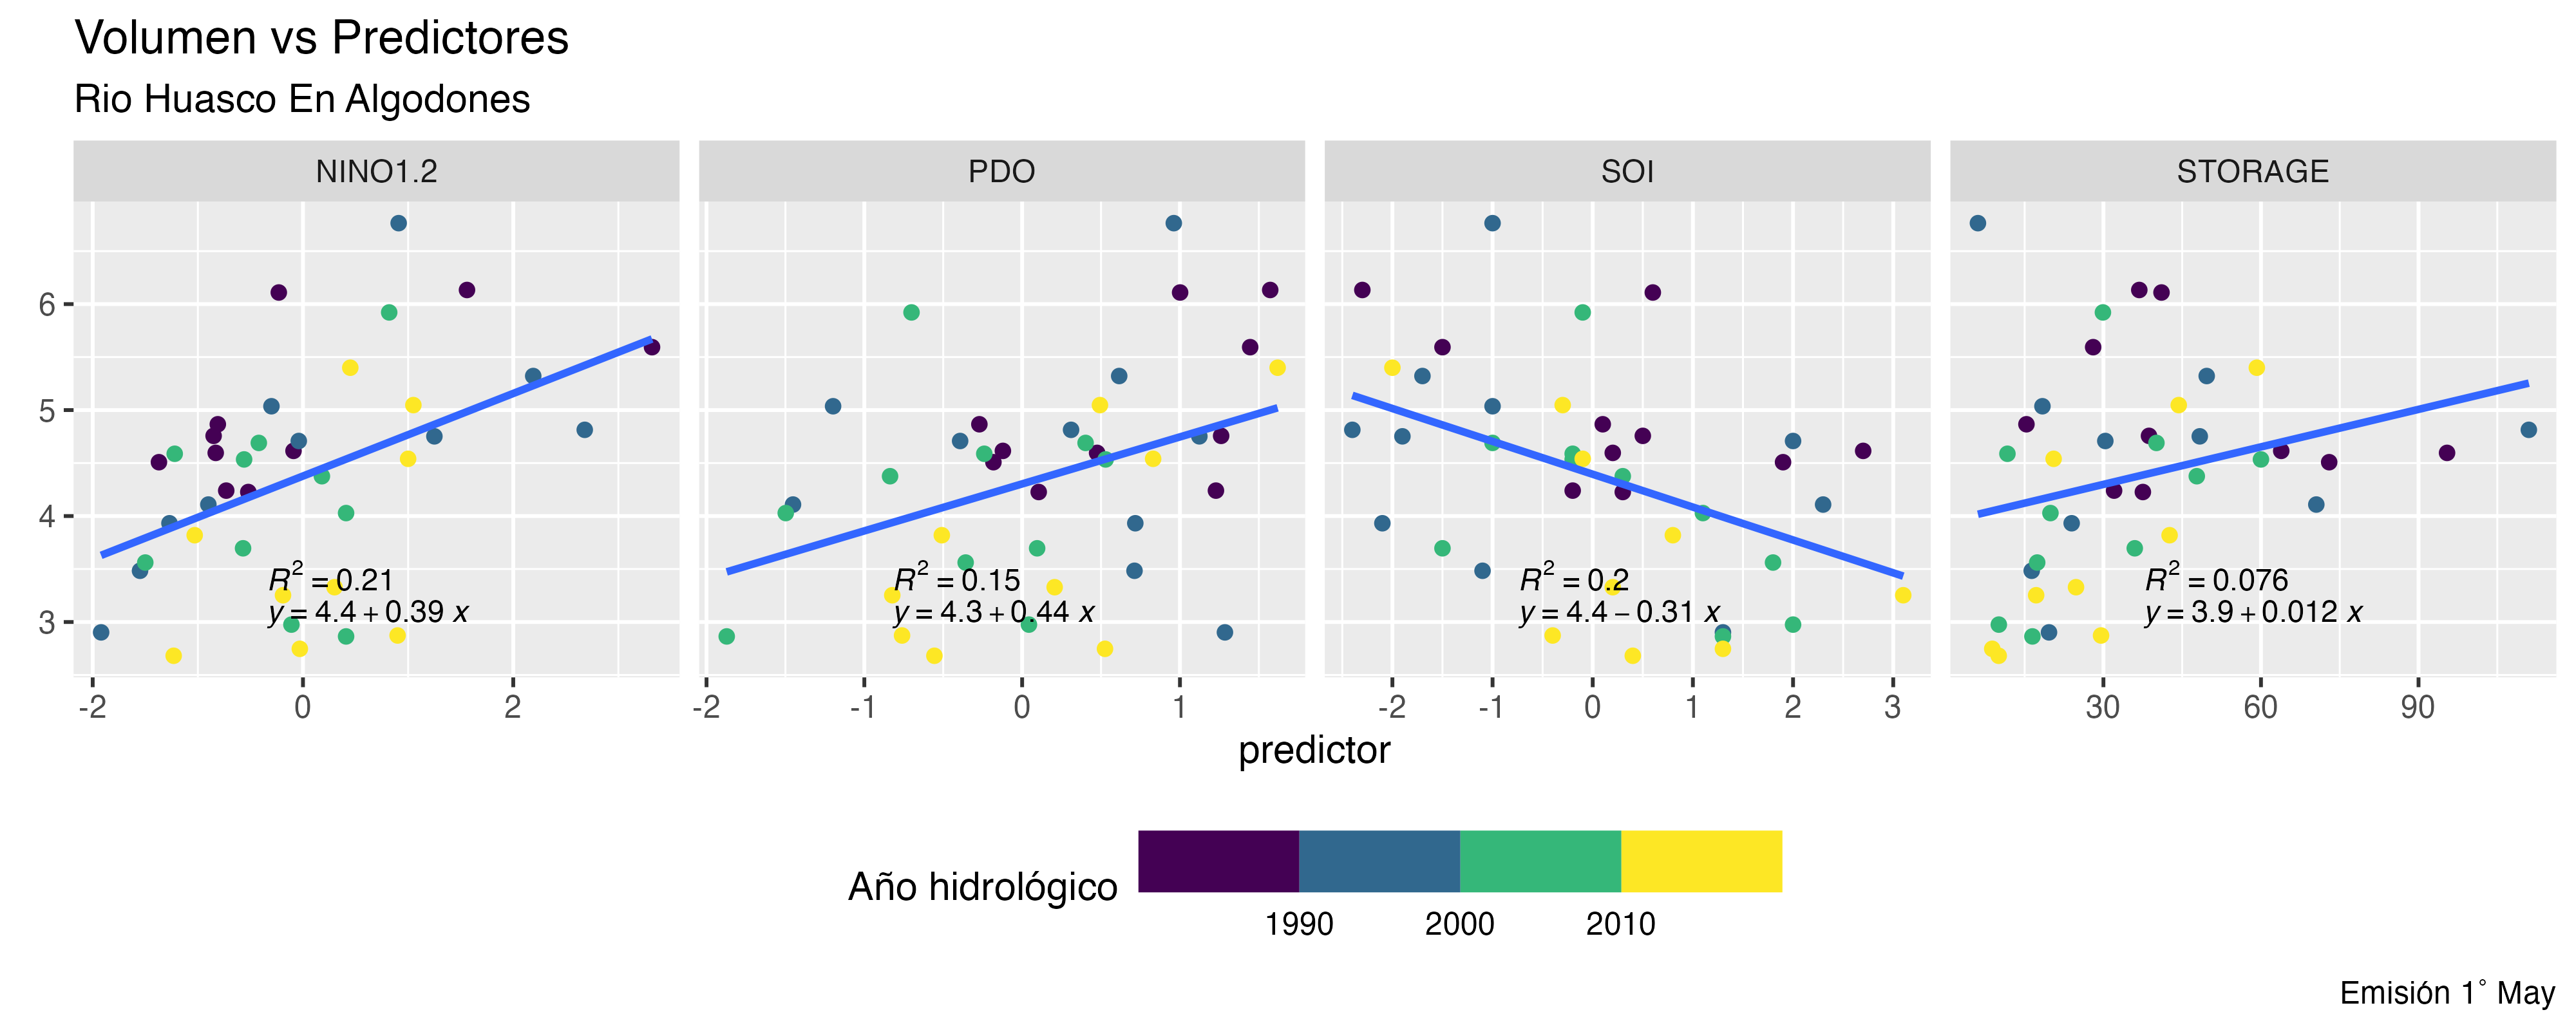 Volumen vs Predictores
Rio Huasco En Algodones
NINO1.2 PDO SOI STORAGE
6
5
4
3
R² = 0.21
y = 4.4 + 0.39 x
R² = 0.15
y = 4.3 + 0.44 x
R² = 0.2
y = 4.4 − 0.31 x
R² = 0.076
y = 3.9 + 0.012 x
-2 0 2 -2 -1 0 1 -2 -1 0 1 2 3 30 60 90
predictor
Año hidrológico
1990 2000 2010
Emisión 1° May